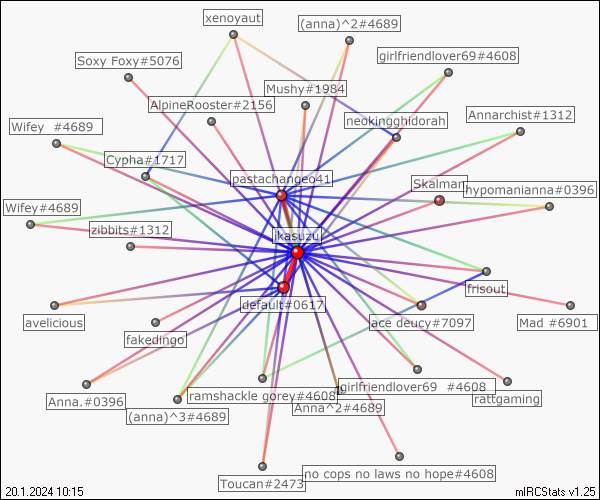 xenoyaut
(anna)^2#4689
Soxy Foxy#5076
girlfriendlover69#4608
Mushy#1984
AlpineRooster#2156
neokingghidorah
Annarchist#1312
Wifey #4689
Cypha#1717
pastachangeo41
Skalman
hypomanianna#0396
Wifey#4689
zibbits#1312
ikasuzu
frisout
default#0617
avelicious
fakedingo
ace deucy#7097
Mad #6901
girlfriendlover69 #4608
ramshackle gorey#4608
rattgaming
Anna.#0396
(anna)^3#4689
Anna^2#4689
no cops no laws no hope#4608
Toucan#2473
20.1.2024 10:15
mIRCStats v1.25